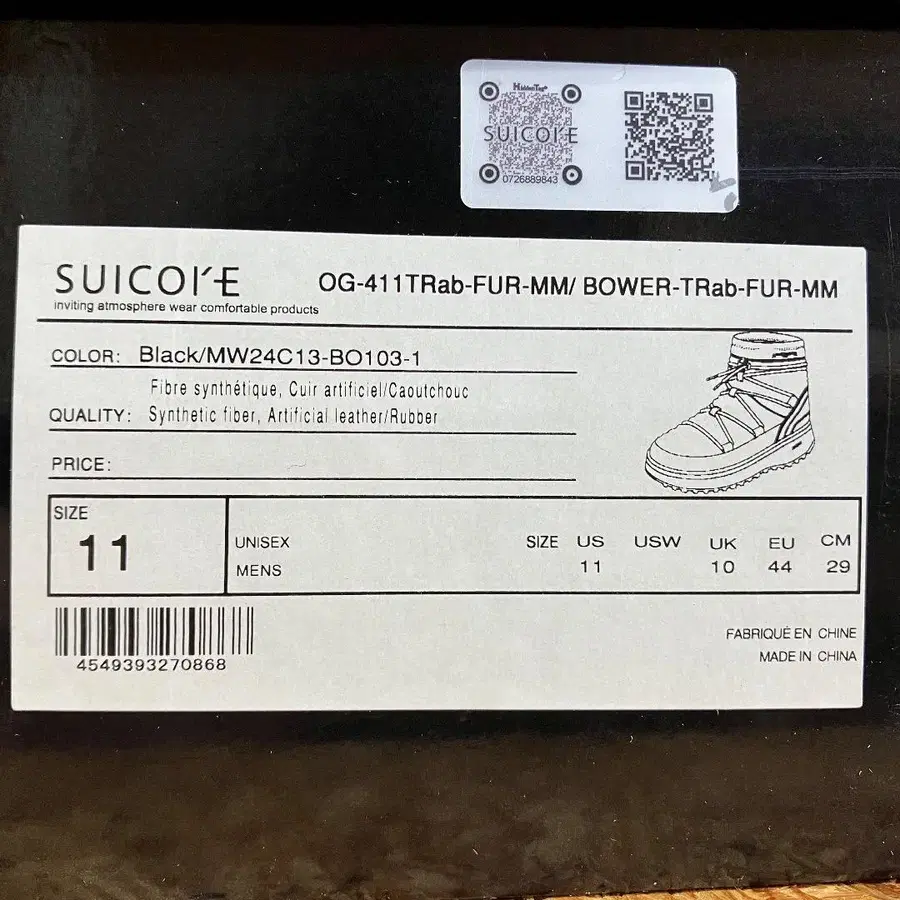 HiddenTag®
SUICOKE
0726889843
SUICOKE
inviting atmosphere wear comfortable products
OG-411TRab-FUR-MM/ BOWER-TRab-FUR-MM
COLOR: Black/MW24C13-BO103-1
Fibre synthétique, Cuir artificiel/Caoutchouc
QUALITY: Synthetic fiber, Artificial leather/Rubber
PRICE:
SIZE
11
UNISEX
MENS
SIZE US USW UK EU CM
11 10 44 29
4549393270868
FABRIQUÉ EN CHINE
MADE IN CHINA